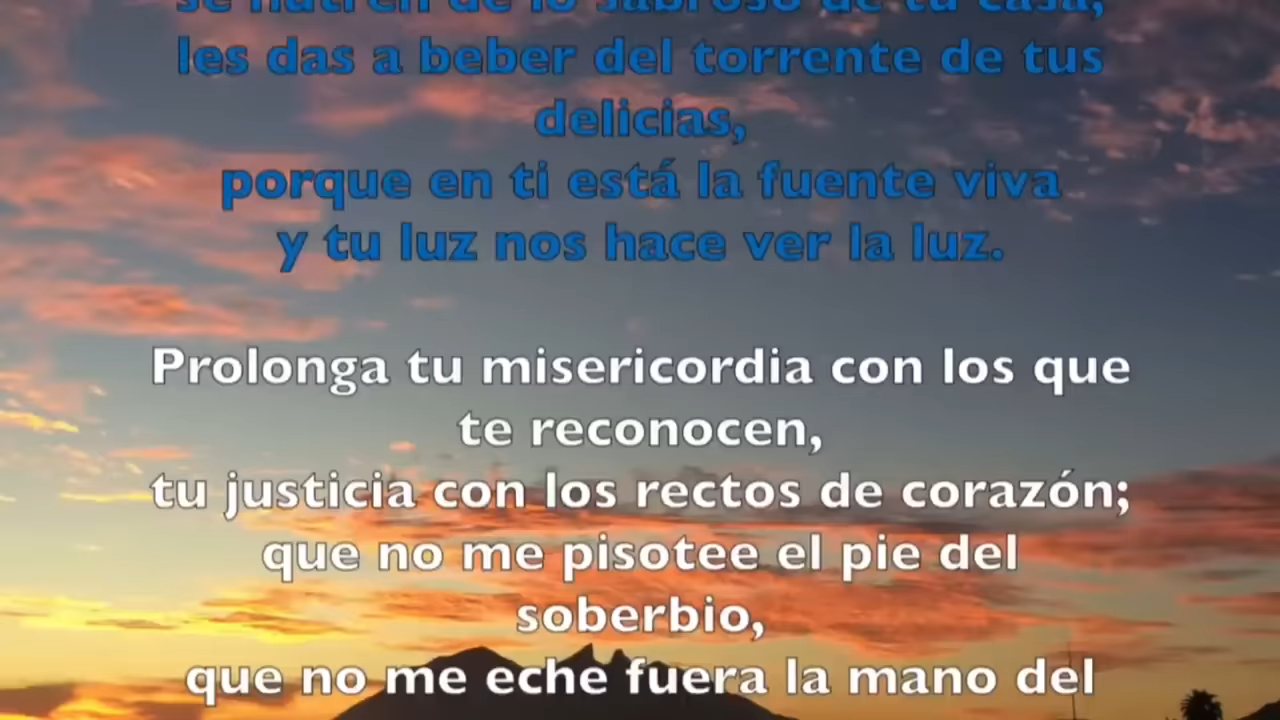 se nutren de lo sabroso de tu casa,
les das a beber del torrente de tus
delicias,
porque en ti está la fuente viva
y tu luz nos hace ver la luz.
Prolonga tu misericordia con los que
te reconocen,
tu justicia con los rectos de corazón;
que no me pisotee el pie del
soberbio,
que no me eche fuera la mano del